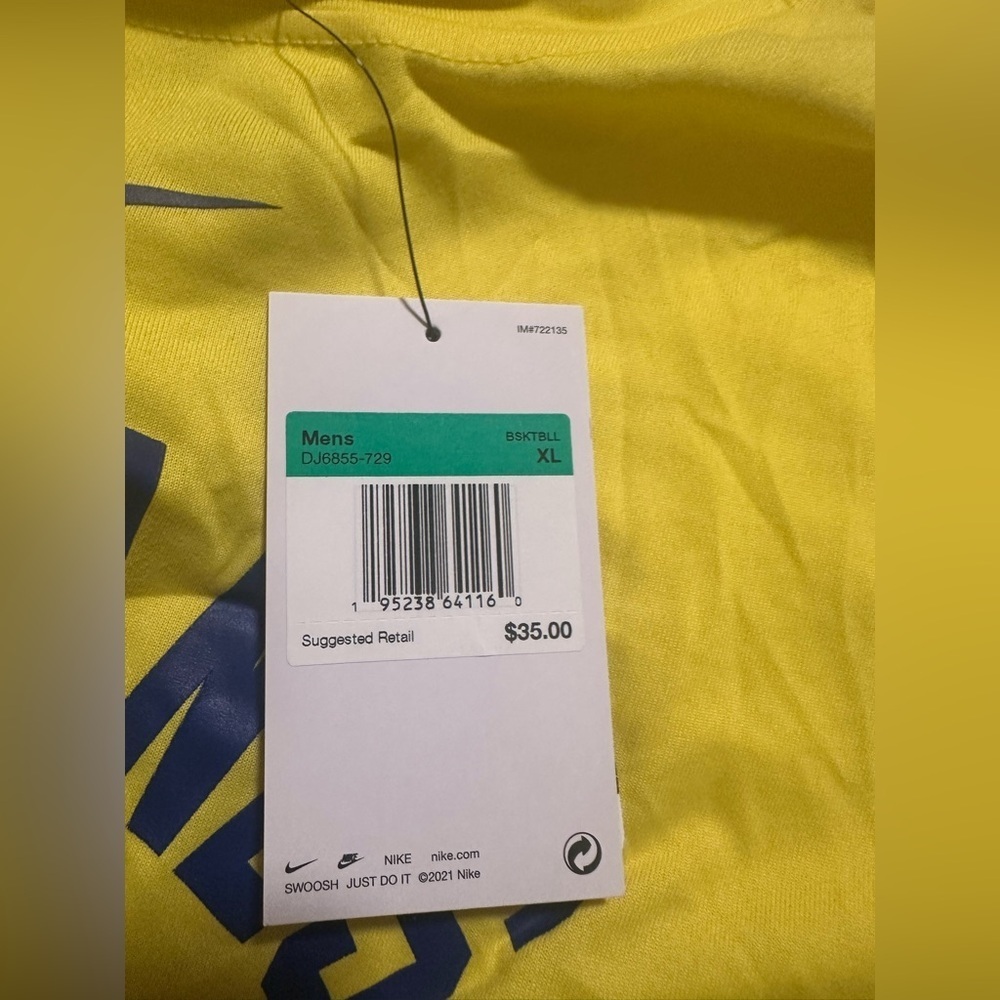 IM#722135
Mens
BSKTBLL
DJ6855-729
XL
1 95238 64116 0
Suggested Retail
$35.00
NIKE
NIKE nike.com
SWOOSH JUST DO IT ©2021 Nike